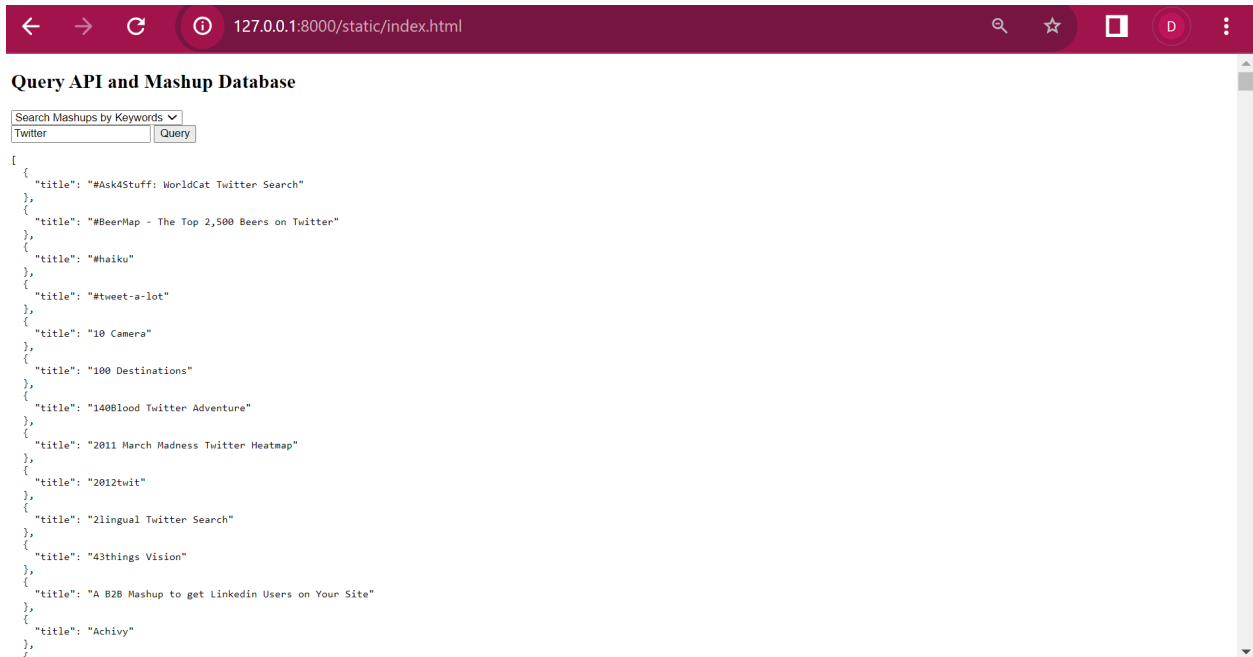 127.0.0.1:8000/static/index.html
D
Query API and Mashup Database
Search Mashups by Keywords
Twitter Query
[
{
"title": "#Ask4Stuff: WorldCat Twitter Search"
},
{
"title": "#BeerMap - The Top 2,500 Beers on Twitter"
},
{
"title": "#haiku"
},
{
"title": "#tweet-a-lot"
},
{
"title": "10 Camera"
},
{
"title": "100 Destinations"
},
{
"title": "140Blood Twitter Adventure"
},
{
"title": "2011 March Madness Twitter Heatmap"
},
{
"title": "2012twit"
},
{
"title": "2lingual Twitter Search"
},
{
"title": "43things Vision"
},
{
"title": "A B2B Mashup to get Linkedin Users on Your Site"
},
{
"title": "Achivy"
},
{